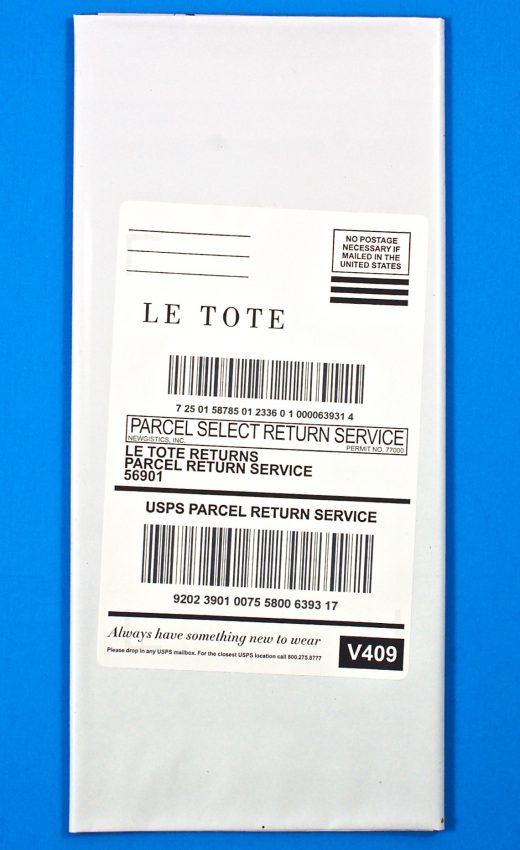 NO POSTAGE
NECESSARY IF
MAILED IN THE
UNITED STATES
LE TOTE
7 25 01 58785 01 2336 0 1 000063931 4
PARCEL SELECT RETURN SERVICE
NEWGISTICS, INC. PERMIT NO. 77000
LE TOTE RETURNS
PARCEL RETURN SERVICE
56901
USPS PARCEL RETURN SERVICE
9202 3901 0075 5800 6393 17
Always have something new to wear
Please drop in any USPS mailbox. For the closest USPS location call 800.275.8777
V409